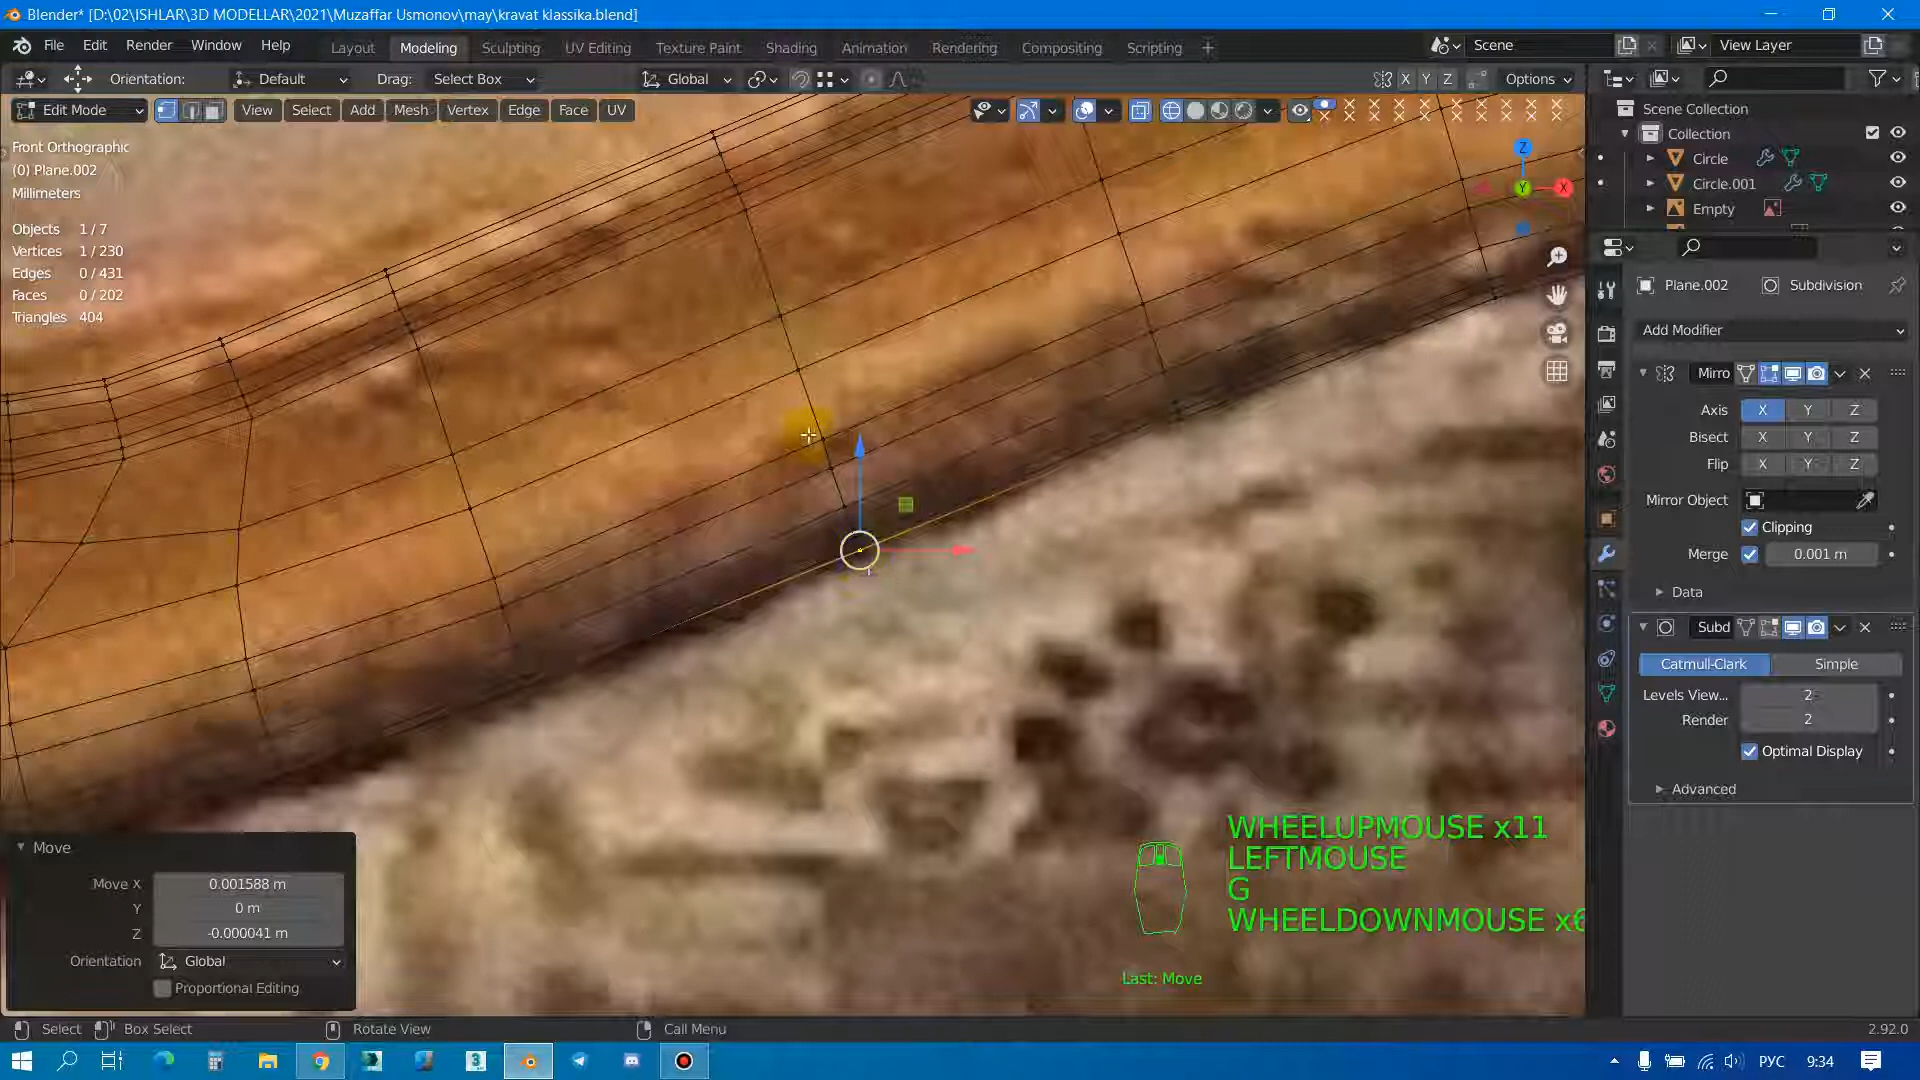 Blender* [D:\02\ISHLAR\3D MODELLAR\2021\Muzaffar Usmonov\may\kravat klassika.blend]
File Edit Render Window Help
Layout Modeling Sculpting UV Editing Texture Paint Shading Animation Rendering Compositing Scripting
Scene
View Layer
Orientation: Default Drag: Select Box Global X Y Z Options
Edit Mode View Select Add Mesh Vertex Edge Face UV
Scene Collection
Collection
Circle
Circle.001
Empty
Front Orthographic
(0) Plane.002
Millimeters
Objects 1 / 7
Vertices 1 / 230
Edges 0 / 431
Faces 0 / 202
Triangles 404
Z
Y
X
Plane.002 Subdivision
Add Modifier
Mirro
Axis X Y Z
Bisect X Y Z
Flip X Y Z
Mirror Object
Clipping
Merge 0.001 m
Data
Subd
Catmull-Clark Simple
Levels View... 2
Render 2
Optimal Display
Advanced
Move
Move X 0.001588 m
Y 0 m
Z -0.000041 m
Orientation Global
Proportional Editing
WHEELUPMOUSE x11
LEFTMOUSE
G
WHEELDOWNMOUSE x6
Last: Move
Select Box Select Rotate View Call Menu 2.92.0
РУС 9:34